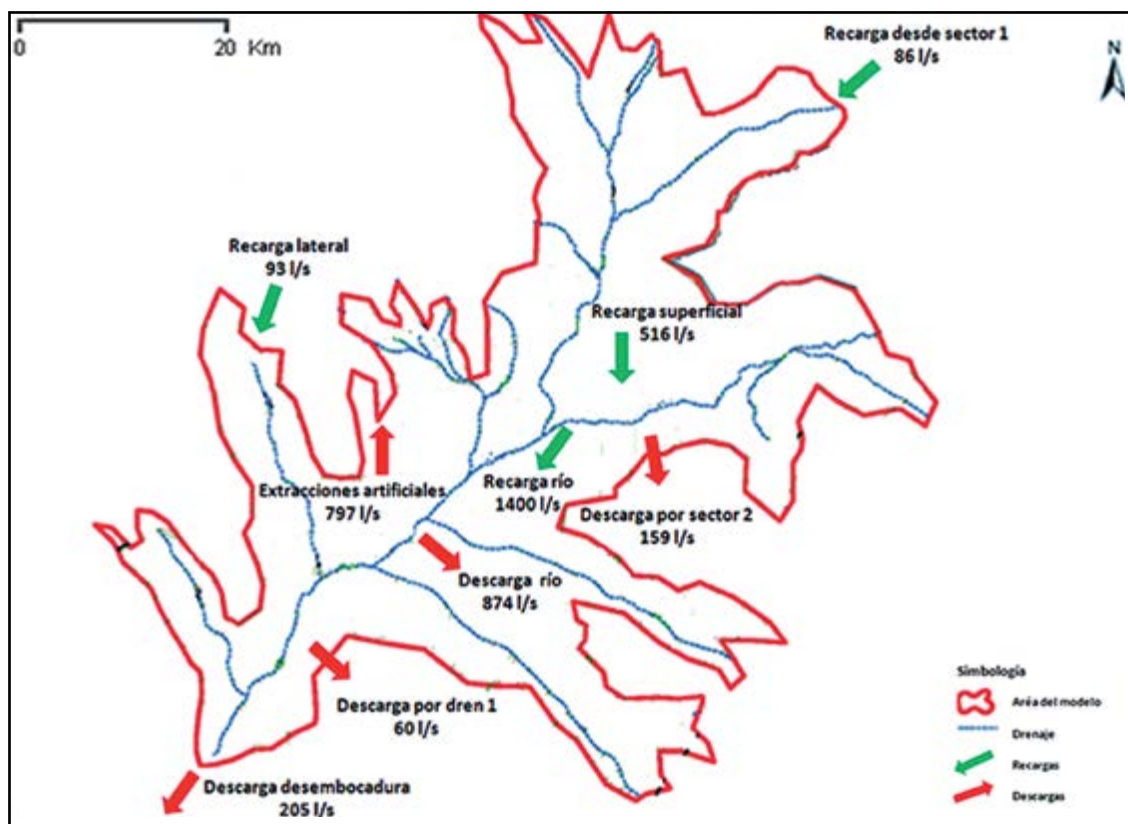 0 20 Km
Recarga desde sector 1
86 l/s
N
Recarga lateral
93 l/s
Recarga superficial
516 l/s
Extracciones artificiales
797 l/s
Recarga río
1400 l/s
Descarga por sector 2
159 l/s
Descarga río
874 l/s
Descarga por dren 1
60 l/s
Descarga desembocadura
205 l/s
Simbología
Aréa del modelo
Drenaje
Recargas
Descargas